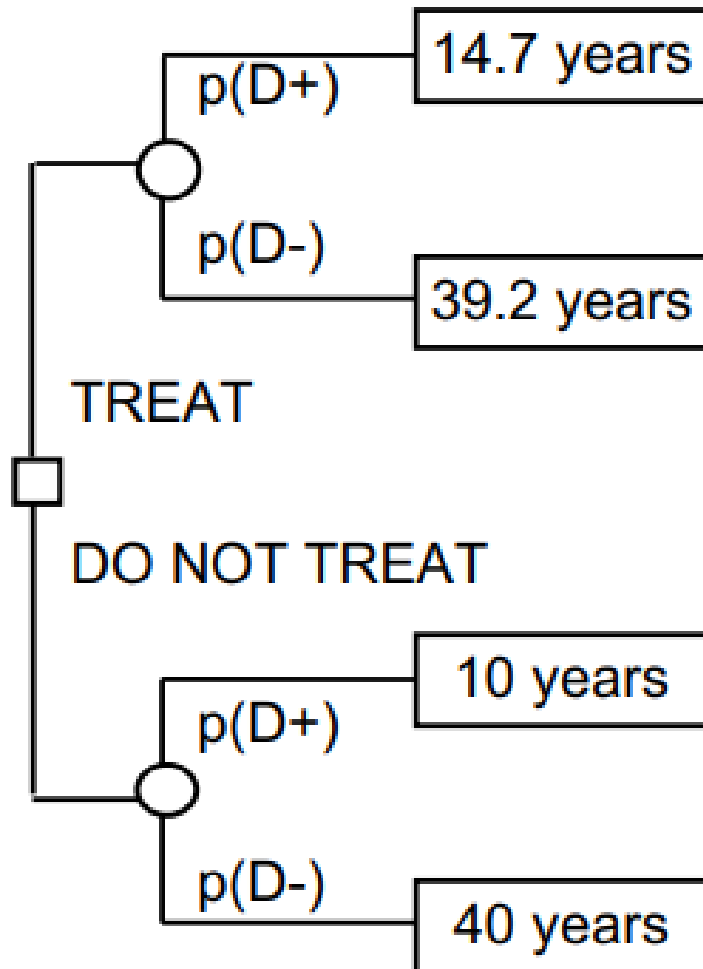 14.7 years
p(D+)
p(D-)
39.2 years
TREAT
DO NOT TREAT
10 years
p(D+)
p(D-)
40 years